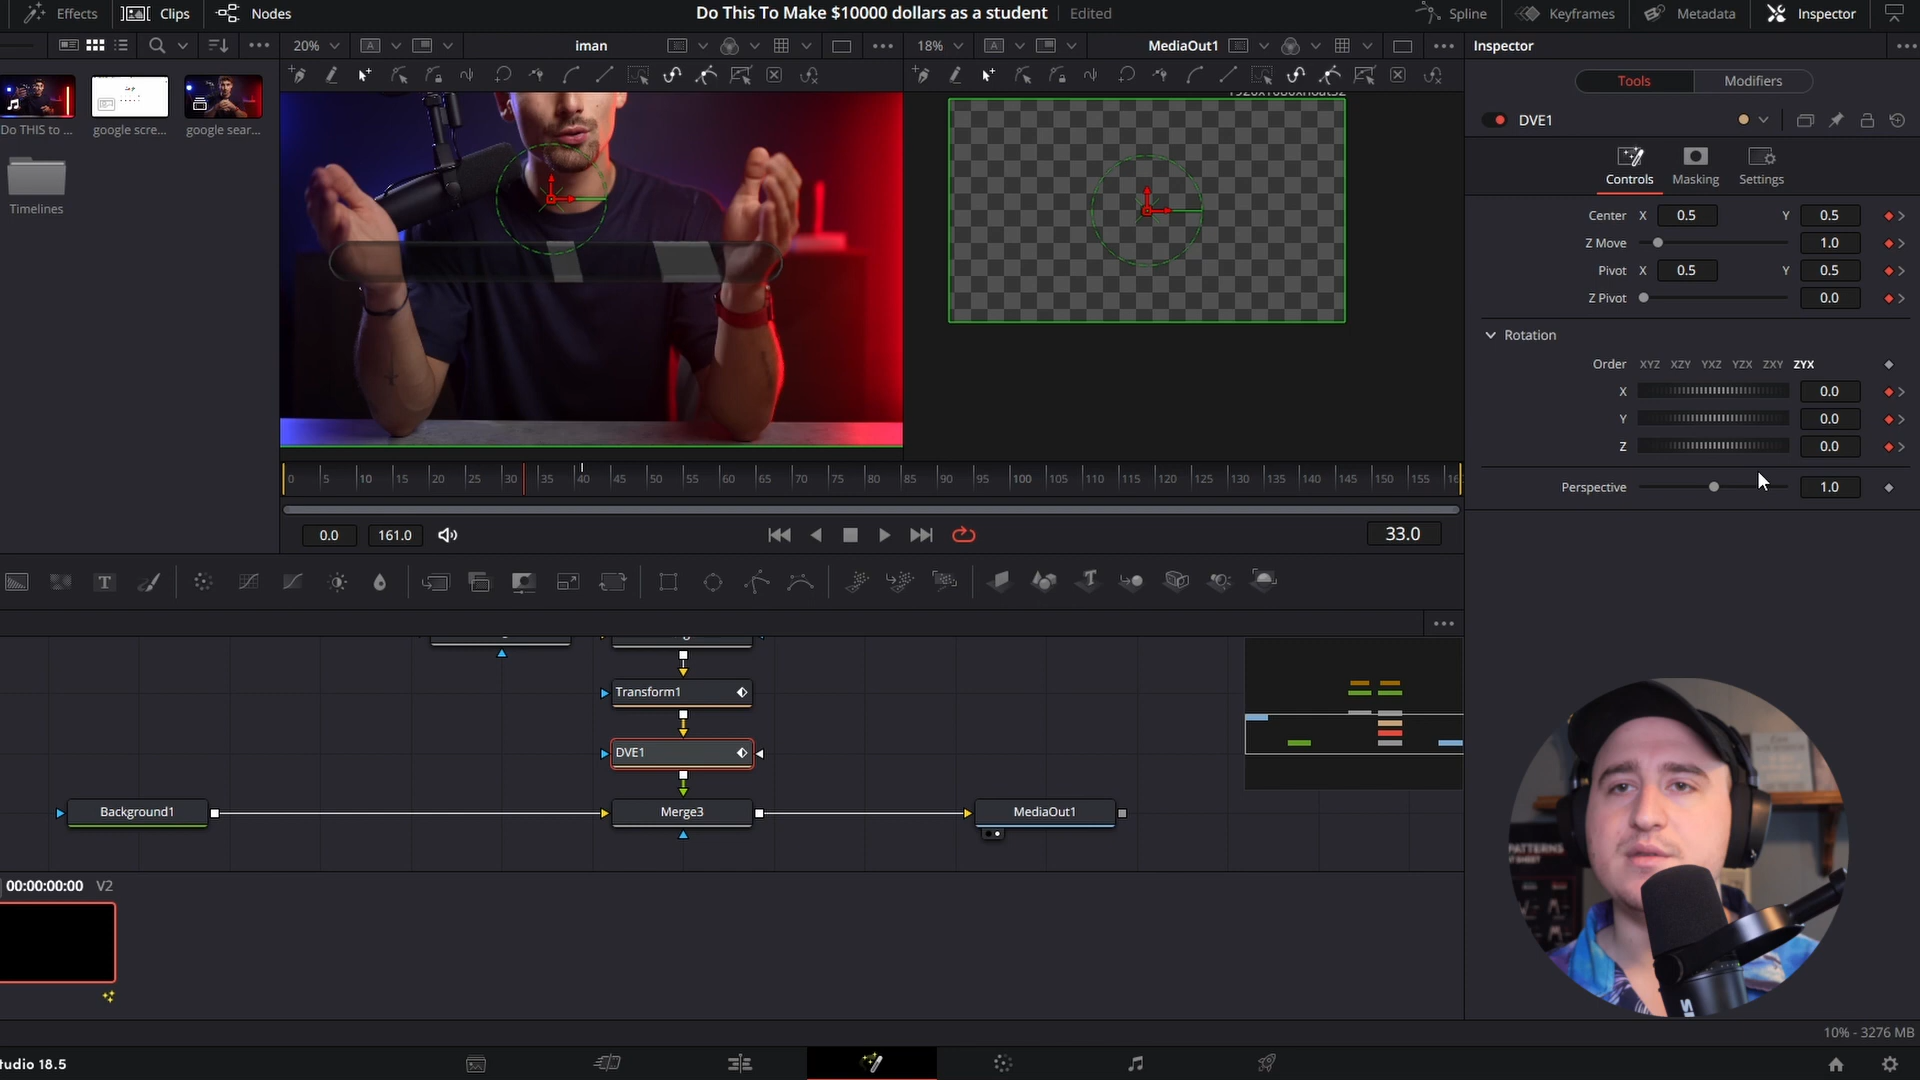 Effects
Clips
Nodes
Do This To Make $10000 dollars as a student
Edited
Spline
Keyframes
Metadata
Inspector
20%
iman
18%
MediaOut1
Inspector
Do THIS to ...
google scre...
google sear...
Timelines
Tools
Modifiers
DVE1
Controls
Masking
Settings
Center X 0.5 Y 0.5
Z Move 1.0
Pivot X 0.5 Y 0.5
Z Pivot 0.0
Rotation
Order XYZ XZY YXZ YZX ZXY ZYX
X 0.0
Y 0.0
Z 0.0
Perspective 1.0
0 5 10 15 20 25 30 35 40 45 50 55 60 65 70 75 80 85 90 95 100 105 110 115 120 125 130 135 140 145 150 155 16
0.0
161.0
33.0
Transform1
DVE1
Background1
Merge3
MediaOut1
00:00:00:00 V2
PATTERNS
10% - 3276 MB
tudio 18.5